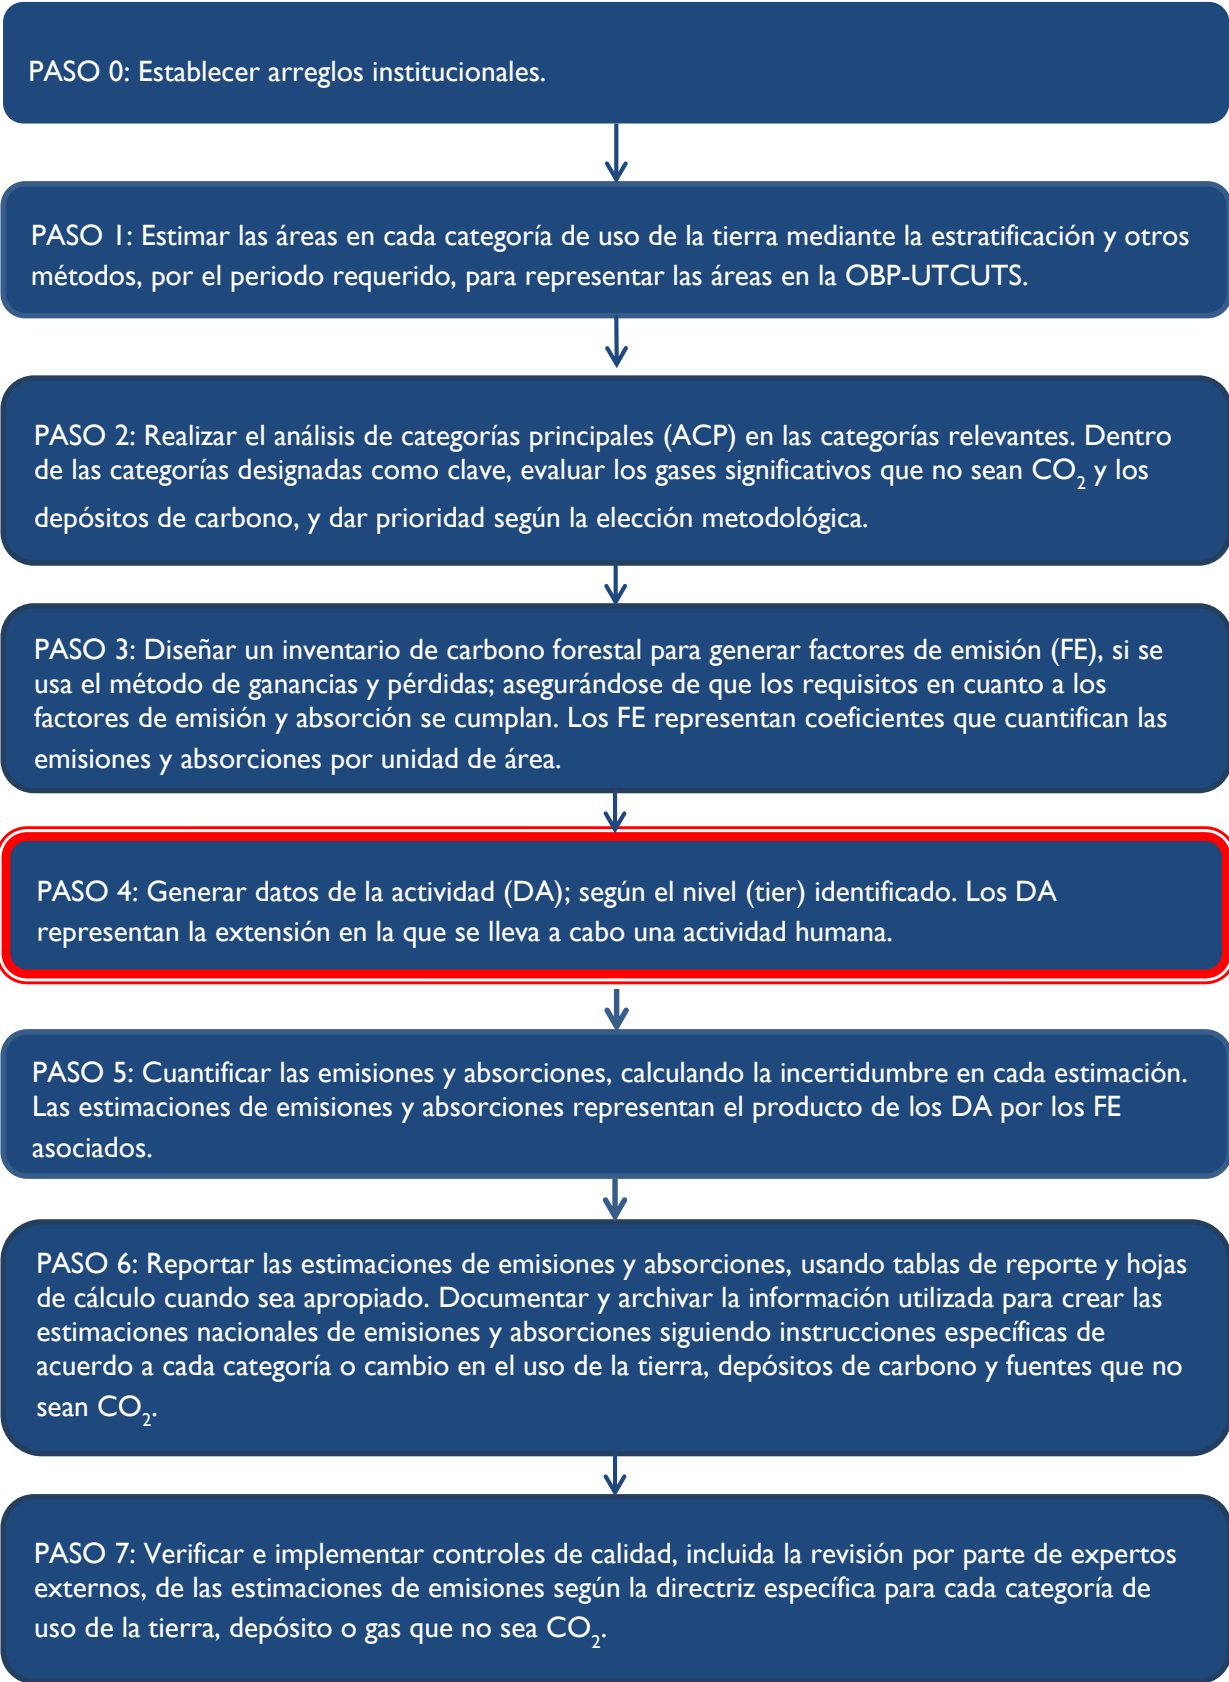 PASO 0: Establecer arreglos institucionales.
PASO 1: Estimar las áreas en cada categoría de uso de la tierra mediante la estratificación y otros
métodos, por el periodo requerido, para representar las áreas en la OBP-UTCUTS.
PASO 2: Realizar el análisis de categorías principales (ACP) en las categorías relevantes. Dentro
de las categorías designadas como clave, evaluar los gases significativos que no sean CO₂ y los
depósitos de carbono, y dar prioridad según la elección metodológica.
PASO 3: Diseñar un inventario de carbono forestal para generar factores de emisión (FE), si se
usa el método de ganancias y pérdidas; asegurándose de que los requisitos en cuanto a los
factores de emisión y absorción se cumplan. Los FE representan coeficientes que cuantifican las
emisiones y absorciones por unidad de área.
PASO 4: Generar datos de la actividad (DA); según el nivel (tier) identificado. Los DA
representan la extensión en la que se lleva a cabo una actividad humana.
PASO 5: Cuantificar las emisiones y absorciones, calculando la incertidumbre en cada estimación.
Las estimaciones de emisiones y absorciones representan el producto de los DA por los FE
asociados.
PASO 6: Reportar las estimaciones de emisiones y absorciones, usando tablas de reporte y hojas
de cálculo cuando sea apropiado. Documentar y archivar la información utilizada para crear las
estimaciones nacionales de emisiones y absorciones siguiendo instrucciones específicas de
acuerdo a cada categoría o cambio en el uso de la tierra, depósitos de carbono y fuentes que no
sean CO₂.
PASO 7: Verificar e implementar controles de calidad, incluida la revisión por parte de expertos
externos, de las estimaciones de emisiones según la directriz específica para cada categoría de
uso de la tierra, depósito o gas que no sea CO₂.